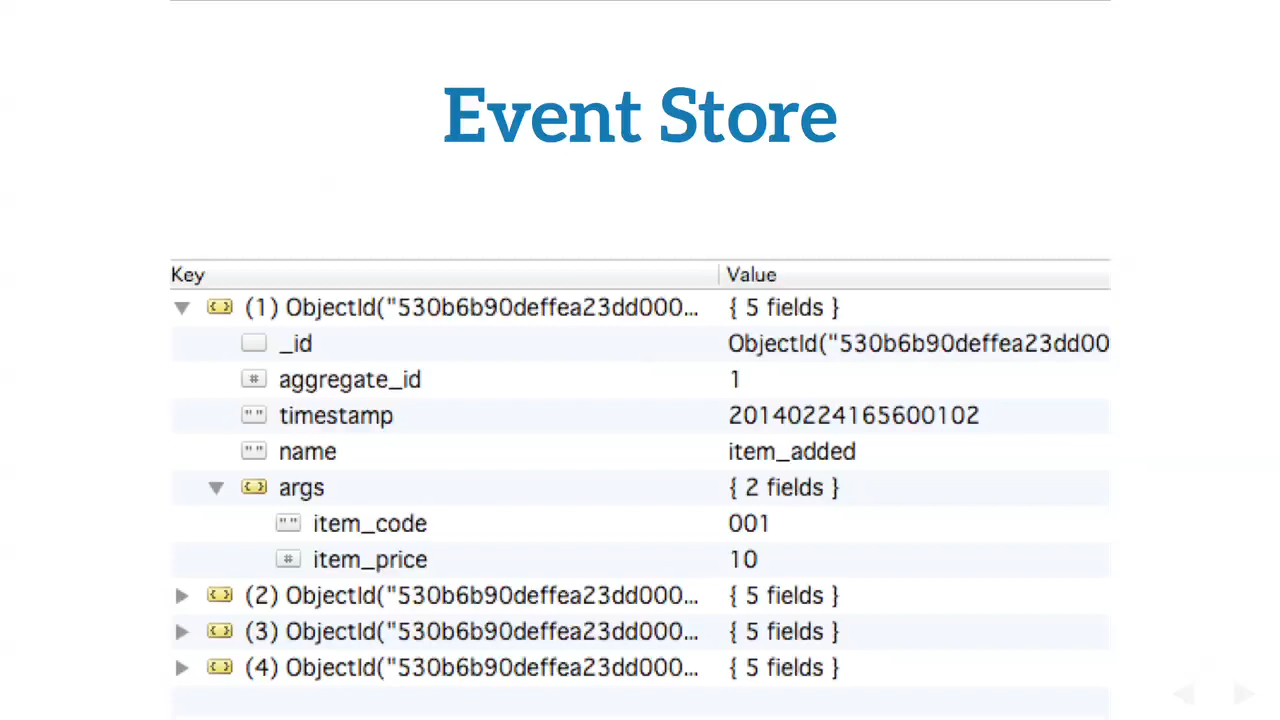 Event Store
Key Value
(1) ObjectId("530b6b90deffea23dd000... { 5 fields }
_id ObjectId("530b6b90deffea23dd00
# aggregate_id 1
" " timestamp 20140224165600102
" " name item_added
{ } args { 2 fields }
" " item_code 001
# item_price 10
{ } (2) ObjectId("530b6b90deffea23dd000... { 5 fields }
{ } (3) ObjectId("530b6b90deffea23dd000... { 5 fields }
{ } (4) ObjectId("530b6b90deffea23dd000... { 5 fields }